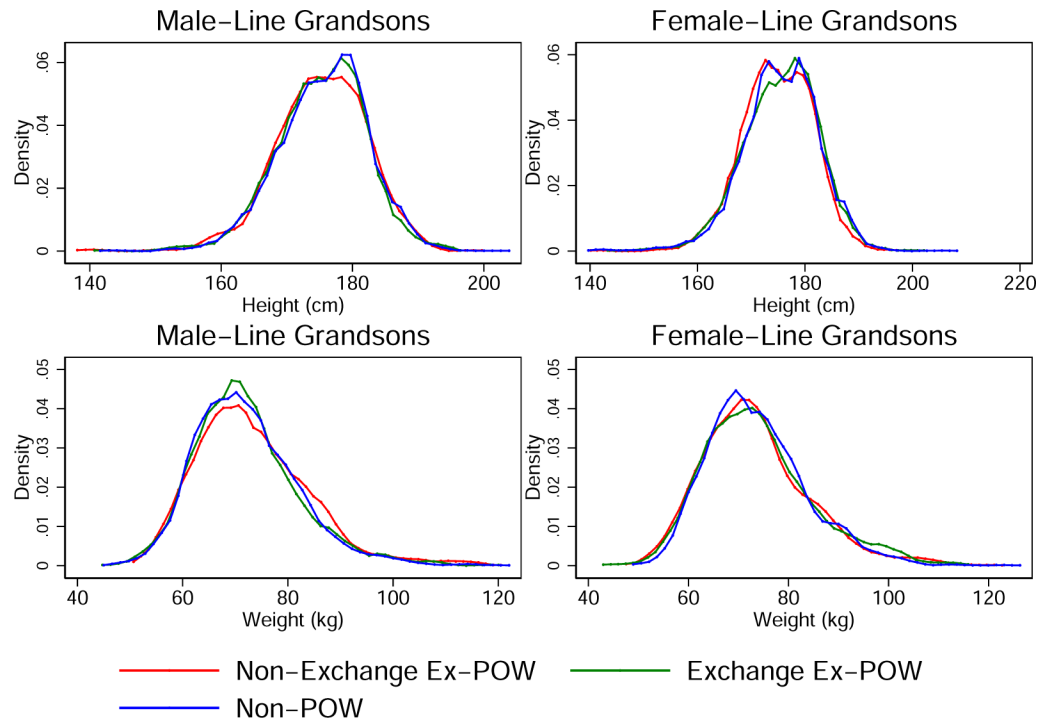 Male–Line Grandsons
Density
0 .02 .04 .06
140 160 180 200
Height (cm)
Female–Line Grandsons
Density
0 .02 .04 .06
140 160 180 200 220
Height (cm)
Male–Line Grandsons
Density
0 .01 .02 .03 .04 .05
40 60 80 100 120
Weight (kg)
Female–Line Grandsons
Density
0 .01 .02 .03 .04 .05
40 60 80 100 120
Weight (kg)
Non–Exchange Ex–POW
Exchange Ex–POW
Non–POW